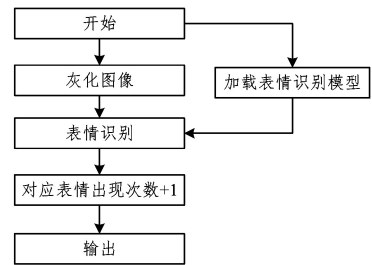 开始
灰化图像
加载表情识别模型
表情识别
对应表情出现次数+1
输出